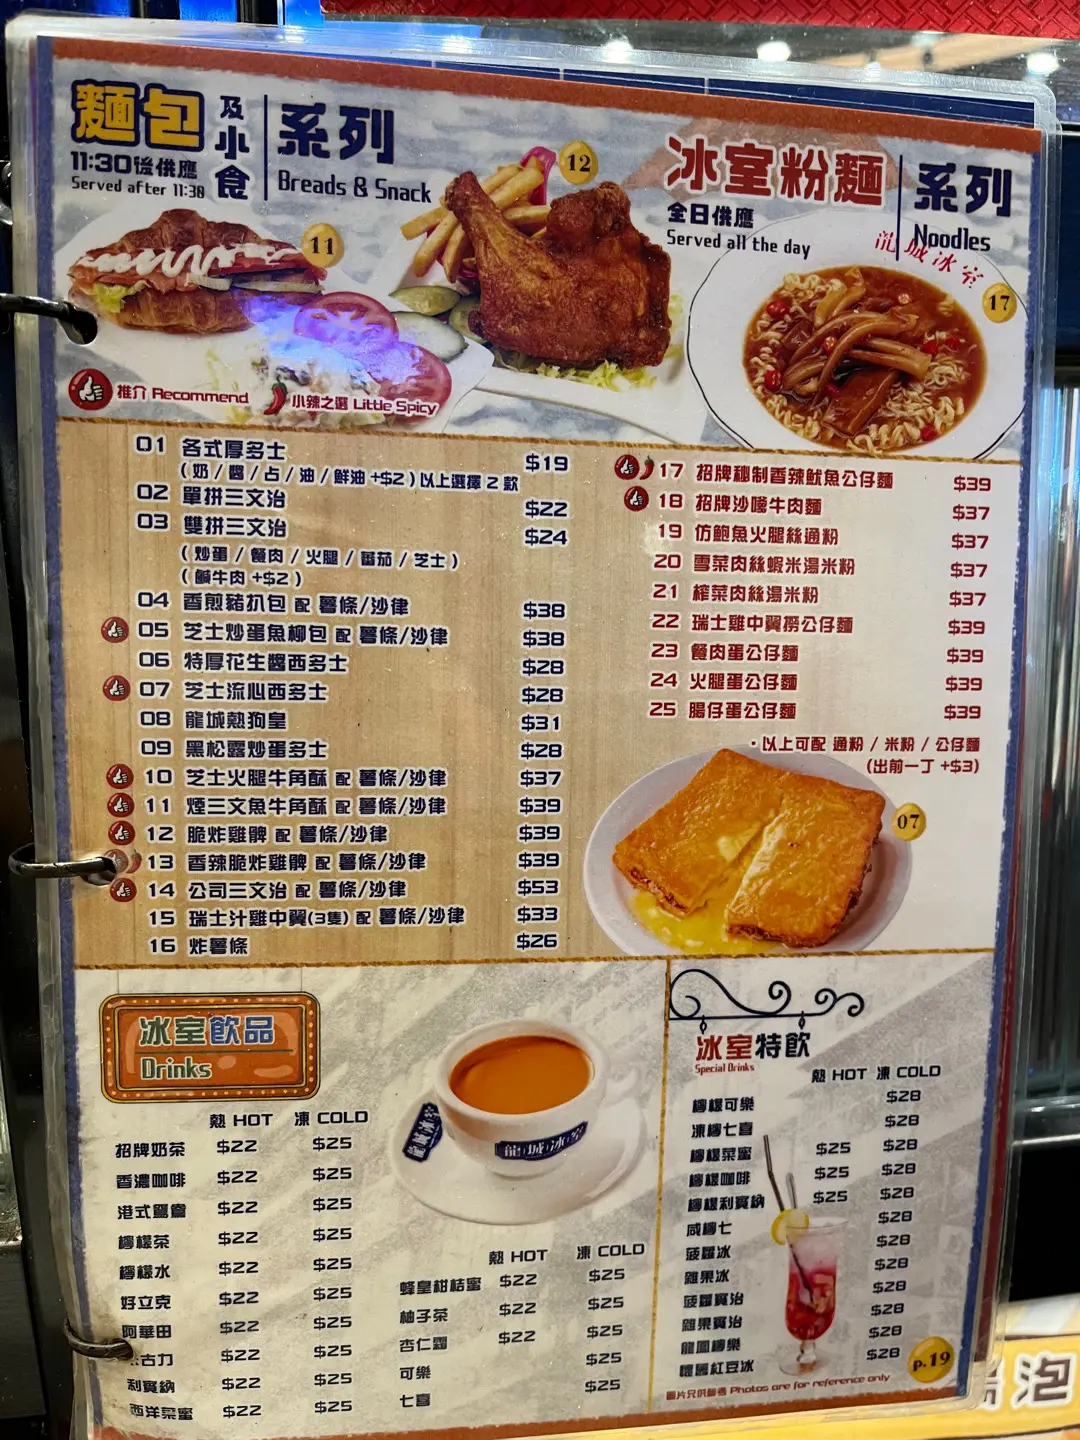 麵包及小食系列
11:30後供應
Served after 11:30
Breads & Snack
11
12
推介 Recommend
小辣之選 Little Spicy
冰室粉麵系列
全日供應
Served all the day
Noodles
龍城冰室
17
01 各式厚多士 $19
(奶/醬/占/油/鮮油+$2)以上選擇 2 款
02 單拼三文治 $22
03 雙拼三文治 $24
(炒蛋/餐肉/火腿/番茄/芝士)
(鹹牛肉 +$2)
04 香煎豬扒包 配 薯條/沙律 $38
05 芝士炒蛋魚柳包 配 薯條/沙律 $38
06 特厚花生醬西多士 $28
07 芝士流心西多士 $28
08 龍城熱狗皇 $31
09 黑松露炒蛋多士 $28
10 芝士火腿牛角酥 配 薯條/沙律 $37
11 煙三文魚牛角酥 配 薯條/沙律 $39
12 脆炸雞髀 配 薯條/沙律 $39
13 香辣脆炸雞髀 配 薯條/沙律 $39
14 公司三文治 配 薯條/沙律 $53
15 瑞士汁雞中翼(3隻) 配 薯條/沙律 $33
16 炸薯條 $26
17 招牌秘制香辣魷魚公仔麵 $39
18 招牌沙嗲牛肉麵 $37
19 仿鮑魚火腿絲通粉 $37
20 雪菜肉絲蝦米湯米粉 $37
21 榨菜肉絲湯米粉 $37
22 瑞士雞中翼撈公仔麵 $39
23 餐肉蛋公仔麵 $39
24 火腿蛋公仔麵 $39
25 腸仔蛋公仔麵 $39
·以上可配 通粉 / 米粉 / 公仔麵
(出前一丁 +$3)
07
冰室飲品
Drinks
熱 HOT 凍 COLD
招牌奶茶 $22 $25
香濃咖啡 $22 $25
港式鴛鴦 $22 $25
檸檬茶 $22 $25
檸檬水 $22 $25
好立克 $22 $25
阿華田 $22 $25
古力 $22 $25
利賓納 $22 $25
西洋菜蜜 $22 $25
龍城冰室
熱 HOT 凍 COLD
蜂皇柑桔蜜 $22 $25
柚子茶 $22 $25
杏仁霜 $22 $25
可樂 $25
七喜 $25
冰室特飲
Special Drinks
熱 HOT 凍 COLD
檸檬可樂 $28
凍檸七喜 $28
檸檬菜蜜 $25 $28
檸檬咖啡 $25 $28
檸檬利賓納 $25 $28
咸檸七 $28
菠蘿冰 $28
雜果冰 $28
菠蘿賓治 $28
雜果賓治 $28
龍鳳檸樂 $28
懷舊紅豆冰 $28
p.19
圖片只供參考 Photos are for reference only
泡